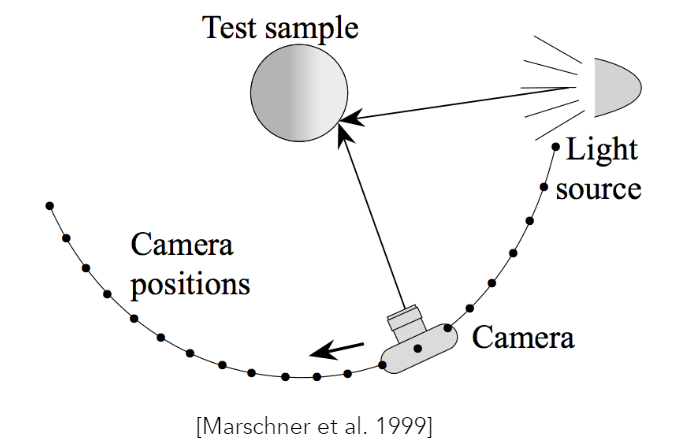 Test sample
Light
source
Camera
positions
Camera
[Marschner et al. 1999]